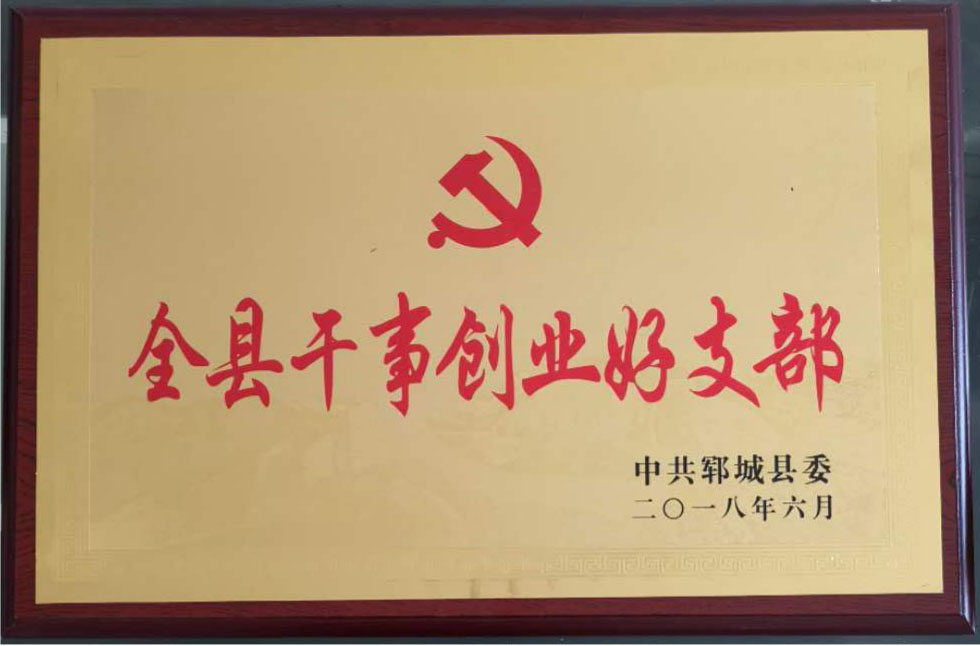 全县干事创业好支部
中共郓城县委
二〇一八年六月